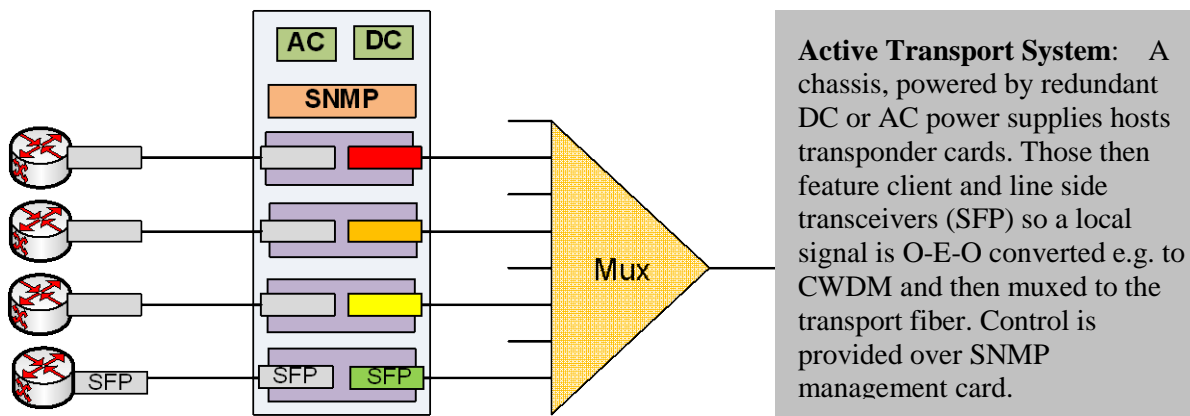 AC
DC
SNMP
SFP
SFP
SFP
Mux
Active Transport System: A
chassis, powered by redundant
DC or AC power supplies hosts
transponder cards. Those then
feature client and line side
transceivers (SFP) so a local
signal is O-E-O converted e.g. to
CWDM and then muxed to the
transport fiber. Control is
provided over SNMP
management card.